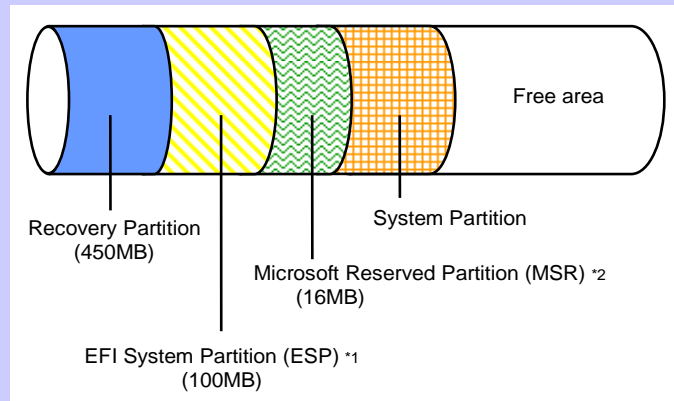 Free area
System Partition
Recovery Partition
(450MB)
Microsoft Reserved Partition (MSR) *2
(16MB)
EFI System Partition (ESP) *1
(100MB)